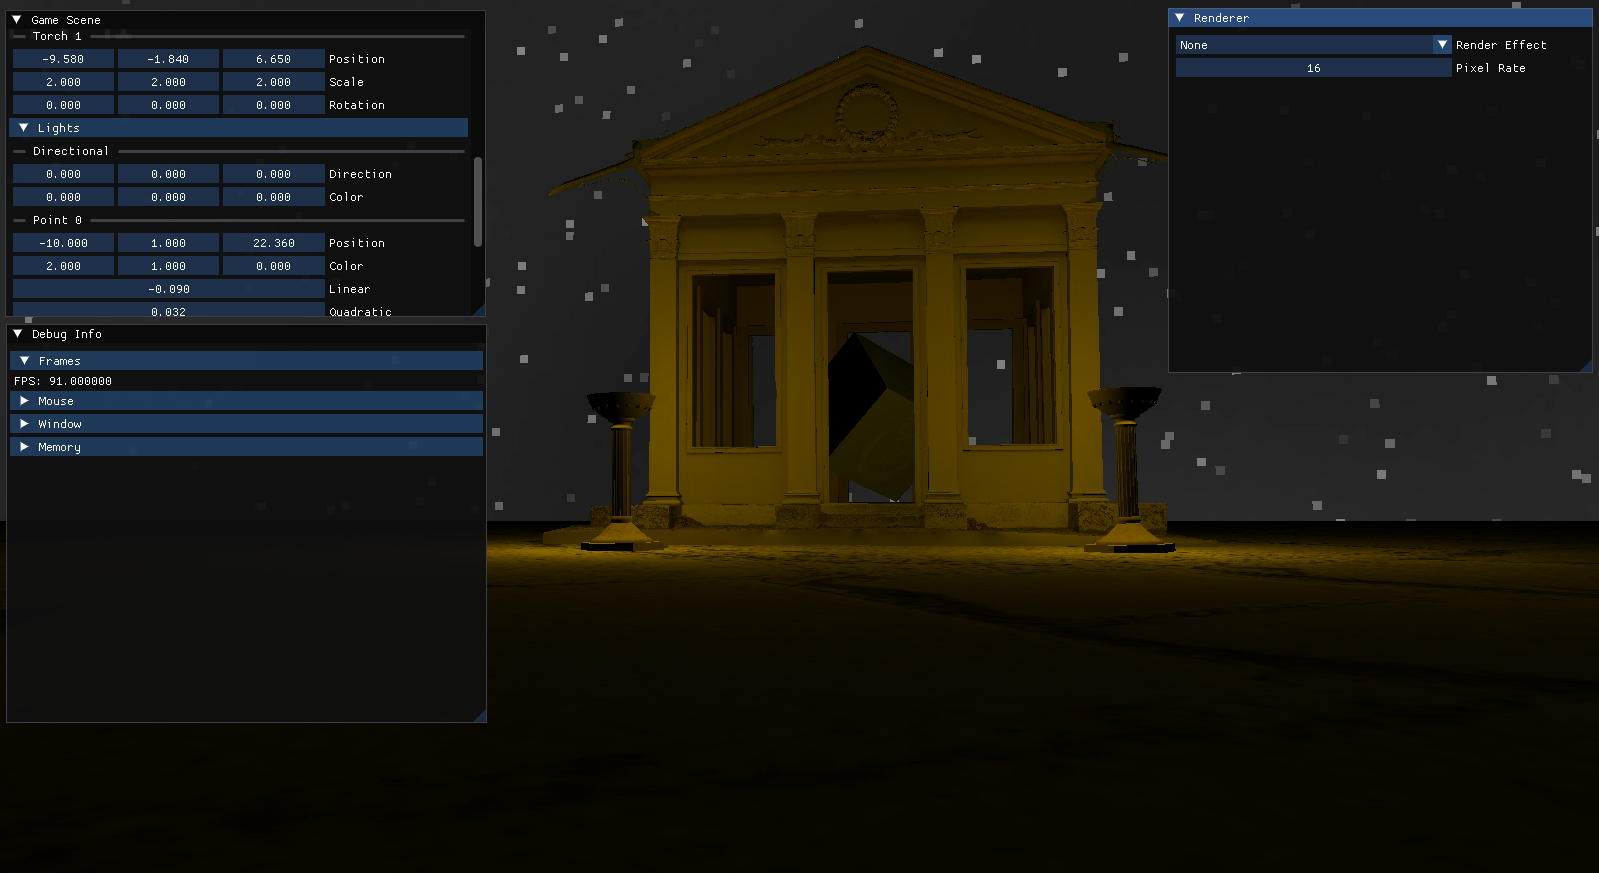 Game Scene
Torch 1
-9.580 -1.840 6.650 Position
2.000 2.000 2.000 Scale
0.000 0.000 0.000 Rotation
Lights
Directional
0.000 0.000 0.000 Direction
0.000 0.000 0.000 Color
Point 0
-10.000 1.000 22.360 Position
2.000 1.000 0.000 Color
-0.090 Linear
0.032 Quadratic
Debug Info
Frames
FPS: 91.000000
Mouse
Window
Memory
Renderer
None Render Effect
16 Pixel Rate